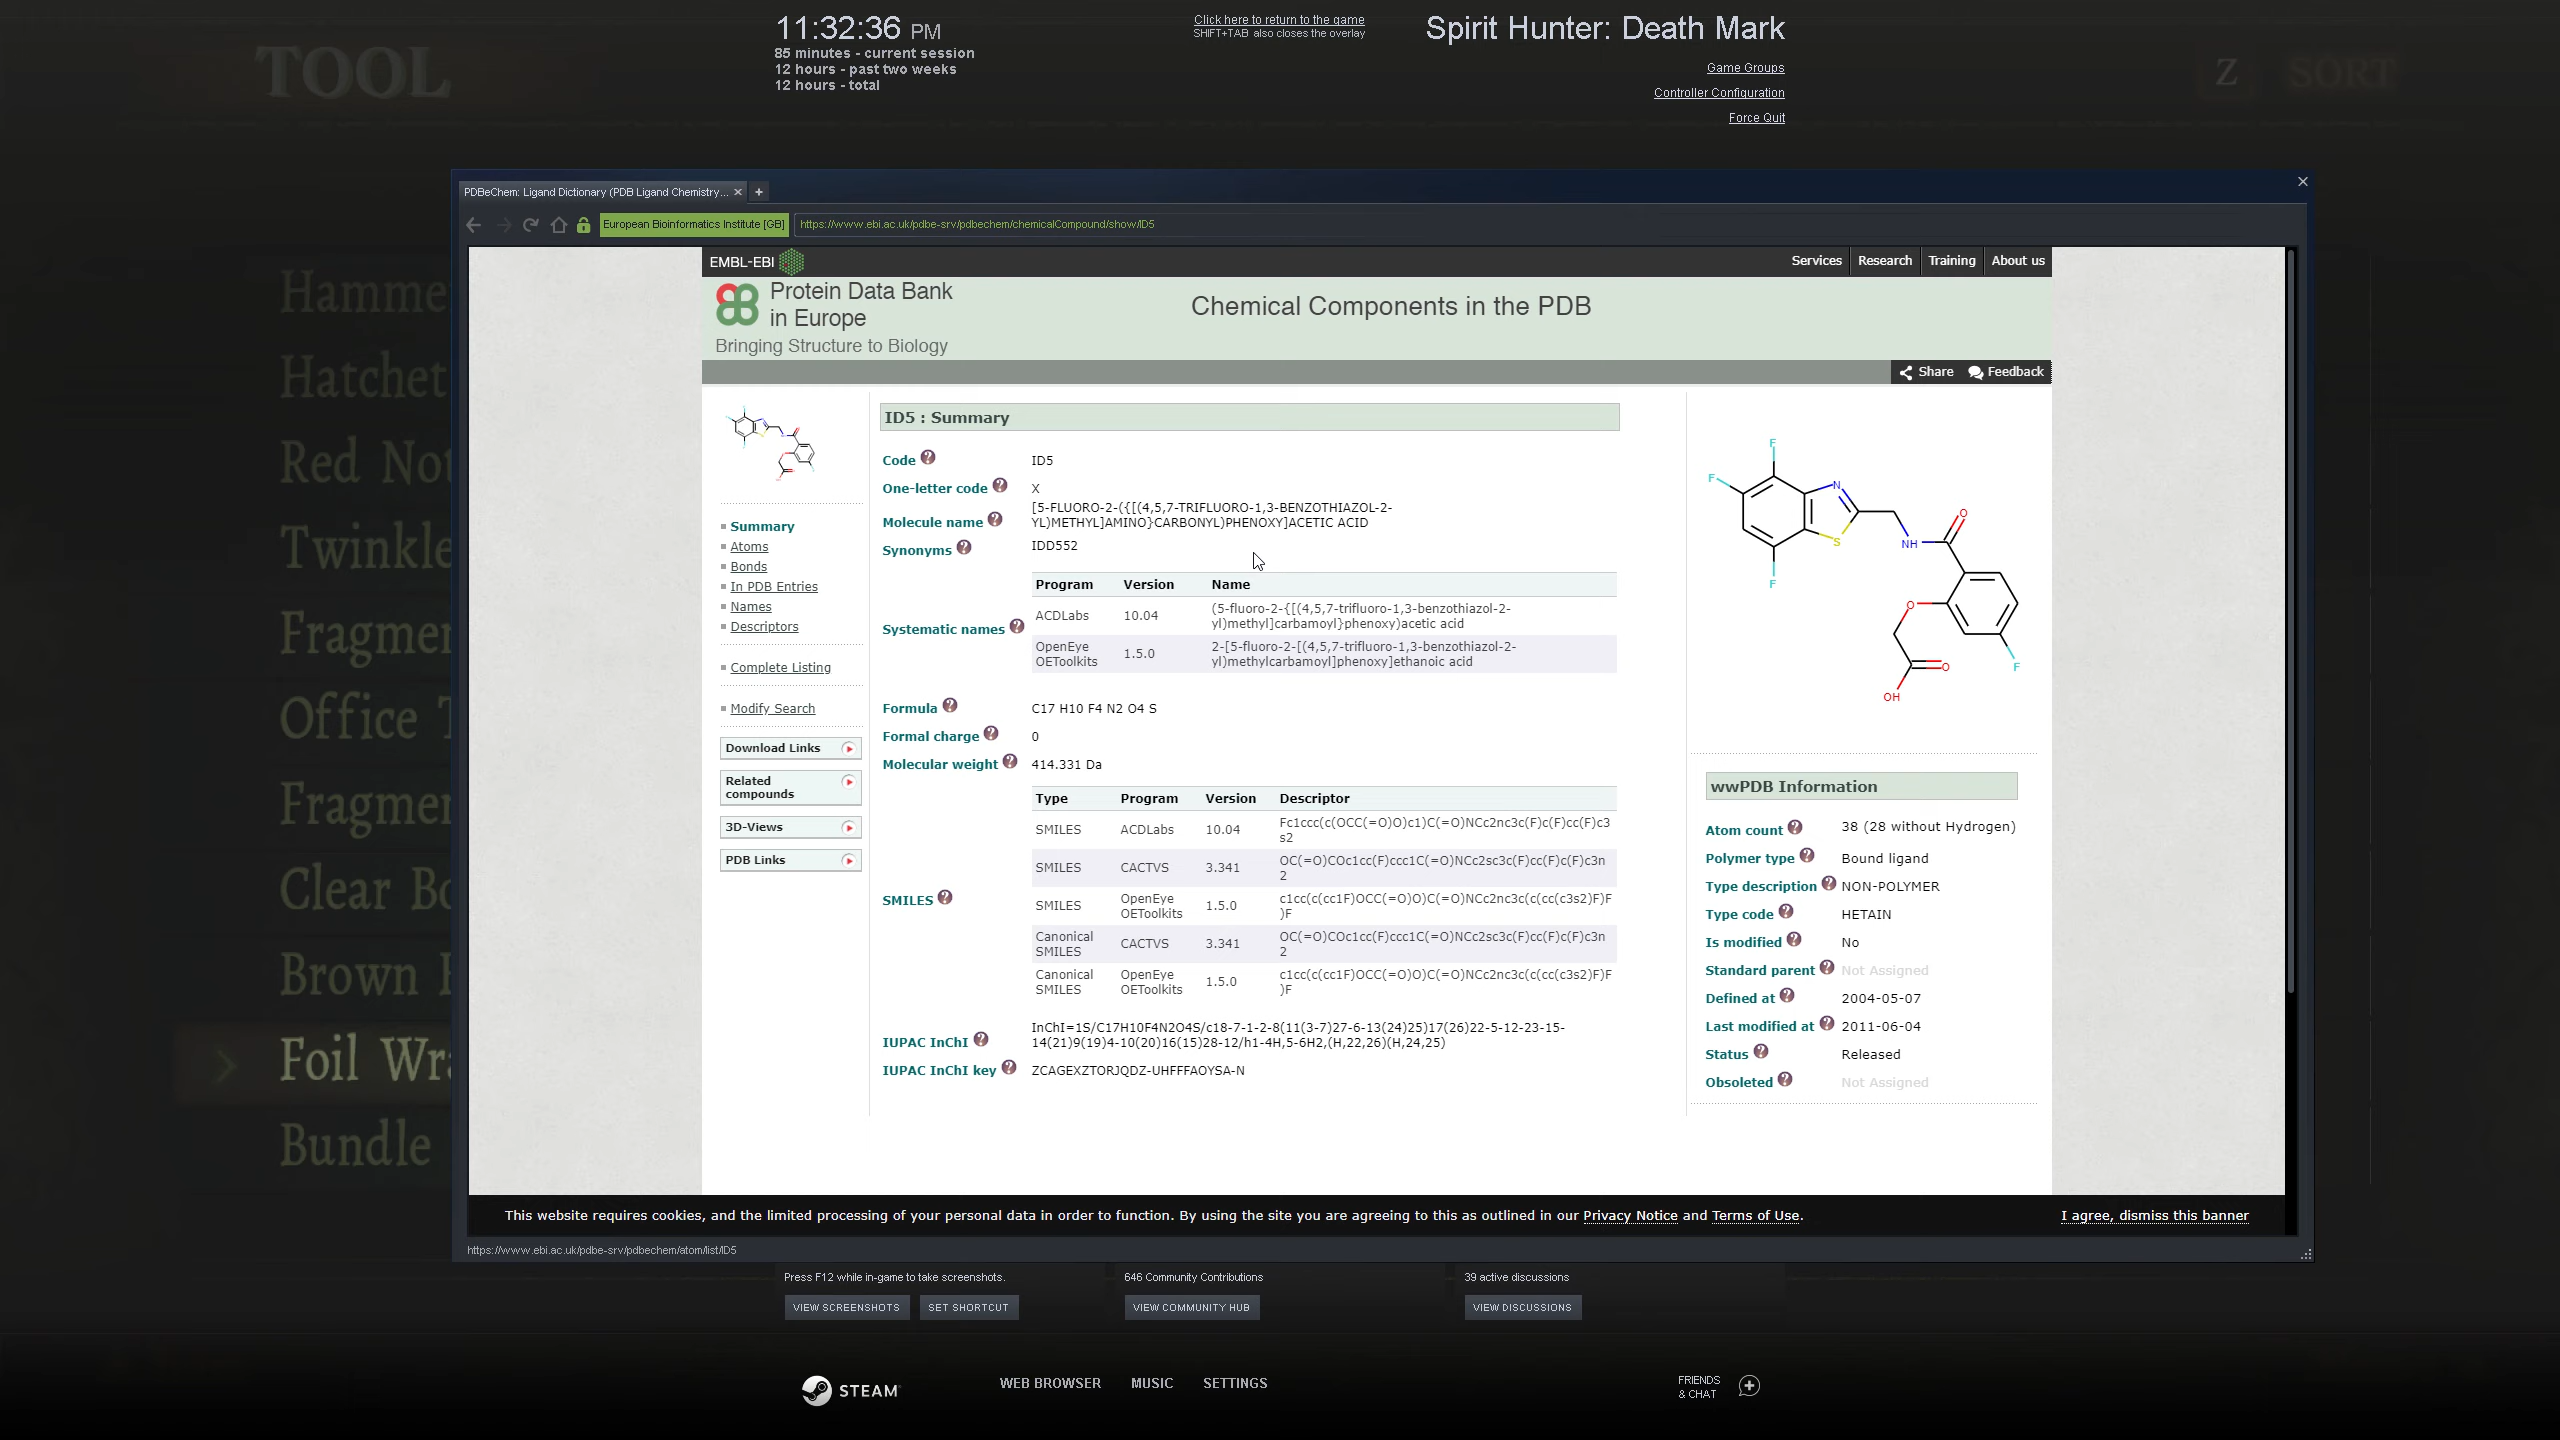 TOOL
11:32:36 PM
85 minutes - current session
12 hours - past two weeks
12 hours - total
Click here to return to the game
SHIFT+TAB also closes the overlay
Spirit Hunter: Death Mark
Game Groups
Controller Configuration
Force Quit
Z SORT
Hamme
Hatchet
Red No
Twinkle
Fragmen
Office T
Fragmen
Clear Bo
Brown
Foil Wra
Bundle
PDBeChem: Ligand Dictionary (PDB Ligand Chemistry...
European Bioinformatics Institute [GB]
https://www.ebi.ac.uk/pdbe-srv/pdbechem/chemicalCompound/show/ID5
EMBL-EBI
Services
Research
Training
About us
Protein Data Bank
in Europe
Bringing Structure to Biology
Chemical Components in the PDB
Share
Feedback
Summary
Atoms
Bonds
In PDB Entries
Names
Descriptors
Complete Listing
Modify Search
Download Links
Related
compounds
3D-Views
PDB Links
ID5 : Summary
Code ID5
One-letter code X
Molecule name [5-FLUORO-2-({[(4,5,7-TRIFLUORO-1,3-BENZOTHIAZOL-2-
YL)METHYL]AMINO}CARBONYL)PHENOXY]ACETIC ACID
Synonyms IDD552
Systematic names
Program Version Name
ACDLabs 10.04 (5-fluoro-2-{[(4,5,7-trifluoro-1,3-benzothiazol-2-
yl)methyl]carbamoyl}phenoxy)acetic acid
OpenEye
OEToolkits 1.5.0 2-[5-fluoro-2-[(4,5,7-trifluoro-1,3-benzothiazol-2-
yl)methylcarbamoyl]phenoxy]ethanoic acid
Formula C17 H10 F4 N2 O4 S
Formal charge 0
Molecular weight 414.331 Da
SMILES
Type Program Version Descriptor
SMILES ACDLabs 10.04 Fc1ccc(c(OCC(=O)O)c1)C(=O)NCc2nc3c(F)c(F)cc(F)c3
s2
SMILES CACTVS 3.341 OC(=O)COc1cc(F)ccc1C(=O)NCc2sc3c(F)cc(F)c(F)c3n
2
SMILES OpenEye
OEToolkits 1.5.0 c1cc(c(cc1F)OCC(=O)O)C(=O)NCc2nc3c(c(cc(c3s2)F)F
)F
Canonical
SMILES CACTVS 3.341 OC(=O)COc1cc(F)ccc1C(=O)NCc2sc3c(F)cc(F)c(F)c3n
2
Canonical
SMILES OpenEye
OEToolkits 1.5.0 c1cc(c(cc1F)OCC(=O)O)C(=O)NCc2nc3c(c(cc(c3s2)F)F
)F
IUPAC InChI InChI=1S/C17H10F4N2O4S/c18-7-1-2-8(11(3-7)27-6-13(24)25)17(26)22-5-12-23-15-
14(21)9(19)4-10(20)16(15)28-12/h1-4H,5-6H2,(H,22,26)(H,24,25)
IUPAC InChI key ZCAGEXZTORJQDZ-UHFFFAOYSA-N
F
F
N
S
F
NH
O
O
F
O
OH
wwPDB Information
Atom count 38 (28 without Hydrogen)
Polymer type Bound ligand
Type description NON-POLYMER
Type code HETAIN
Is modified No
Standard parent Not Assigned
Defined at 2004-05-07
Last modified at 2011-06-04
Status Released
Obsoleted Not Assigned
This website requires cookies, and the limited processing of your personal data in order to function. By using the site you are agreeing to this as outlined in our Privacy Notice and Terms of Use.
I agree, dismiss this banner
https://www.ebi.ac.uk/pdbe-srv/pdbechem/atom/list/ID5
Press F12 while in-game to take screenshots.
VIEW SCREENSHOTS
SET SHORTCUT
646 Community Contributions
VIEW COMMUNITY HUB
39 active discussions
VIEW DISCUSSIONS
STEAM
WEB BROWSER
MUSIC
SETTINGS
FRIENDS
& CHAT